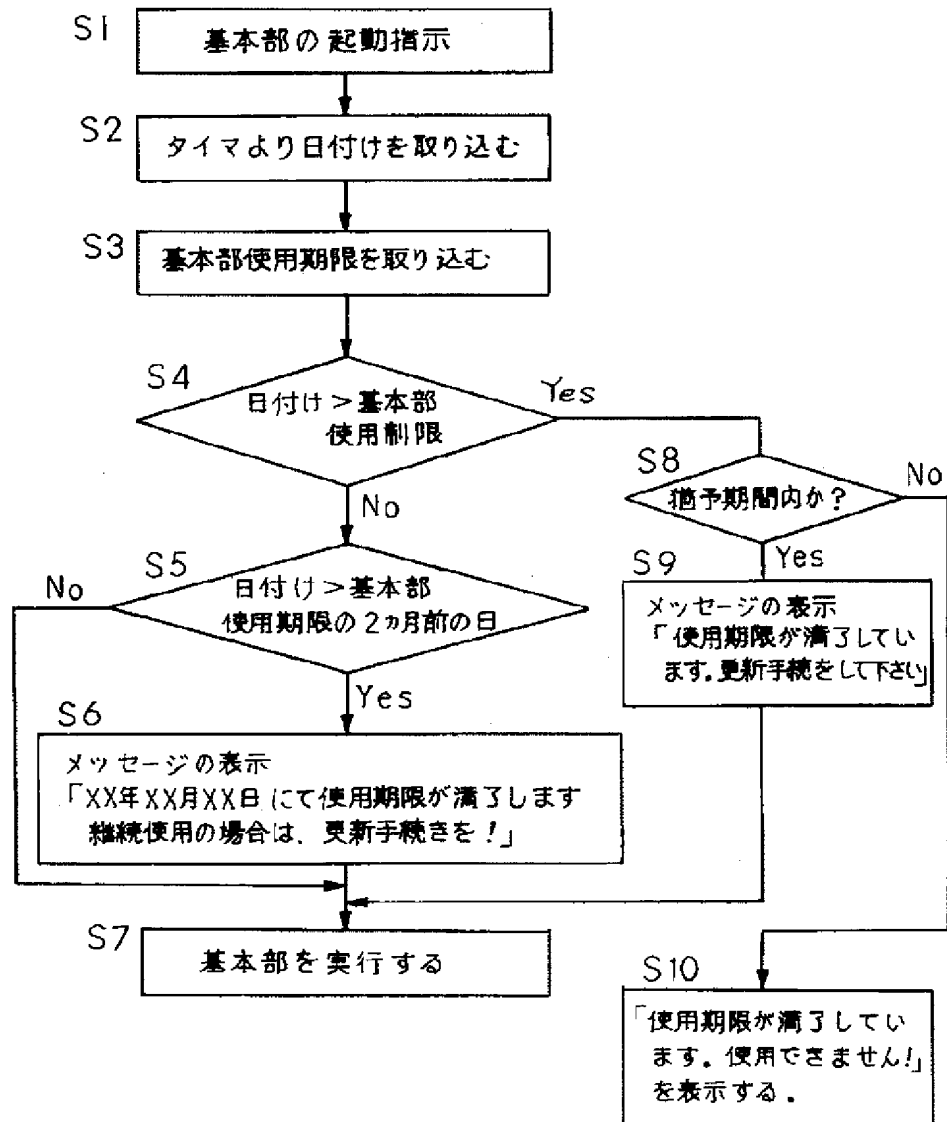 S1
基本部の起動指示
S2
タイマより日付けを取り込む
S3
基本部使用期限を取り込む
S4
日付け>基本部
使用制限
Yes
No
S8
猶予期間内か?
No
Yes
S5
日付け>基本部
使用期限の2ヵ月前の日
No
Yes
S9
メッセージの表示
「使用期限が満了してい
ます.更新手続をして下さい」
S6
メッセージの表示
「XX年XX月XX日にて使用期限が満了します
継続使用の場合は、更新手続きを!」
S7
基本部を実行する
S10
「使用期限が満了してい
ます。使用できません!」
を表示する.